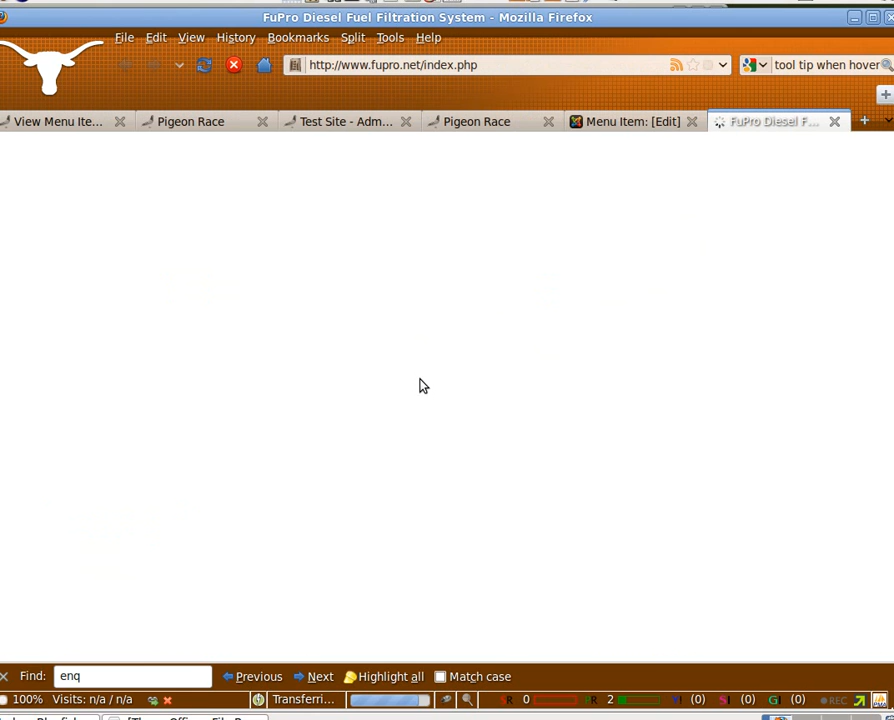 FuPro Diesel Fuel Filtration System - Mozilla Firefox
File Edit View History Bookmarks Split Tools Help
http://www.fupro.net/index.php
tool tip when hover
View Menu Ite... Pigeon Race Test Site - Adm... Pigeon Race Menu Item: [Edit] FuPro Diesel F...
Find: enq Previous Next Highlight all Match case
100% Visits: n/a / n/a Transferri... R 0 R 2 Y! (0) S! (0) G! (0) REC